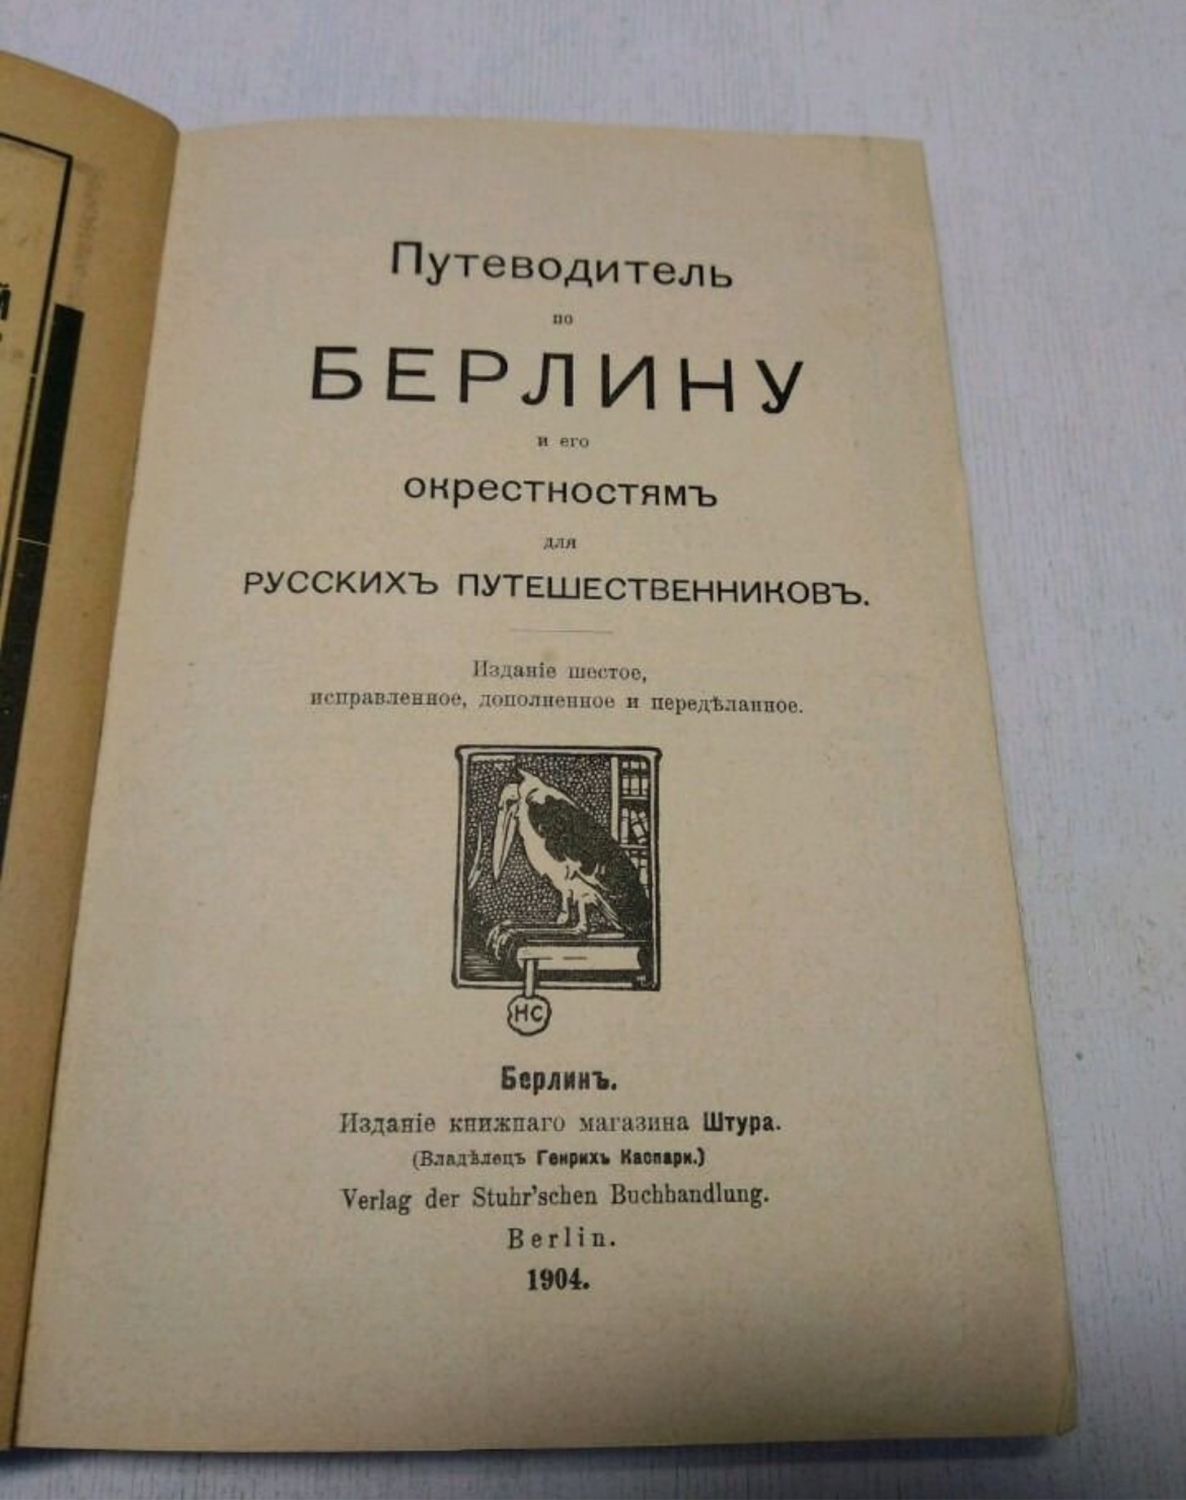 Путеводитель
по
БЕРЛИНУ
и его
окрестностямъ
для
РУССКИХЪ ПУТЕШЕСТВЕННИКОВЪ.
Изданіе шестое,
исправленное, дополненное и передѣланное.
НС
Берлинъ.
Изданіе книжнаго магазина Штура.
(Владѣлецъ Генрихъ Каспари.)
Verlag der Stuhr'schen Buchhandlung.
Berlin.
1904.